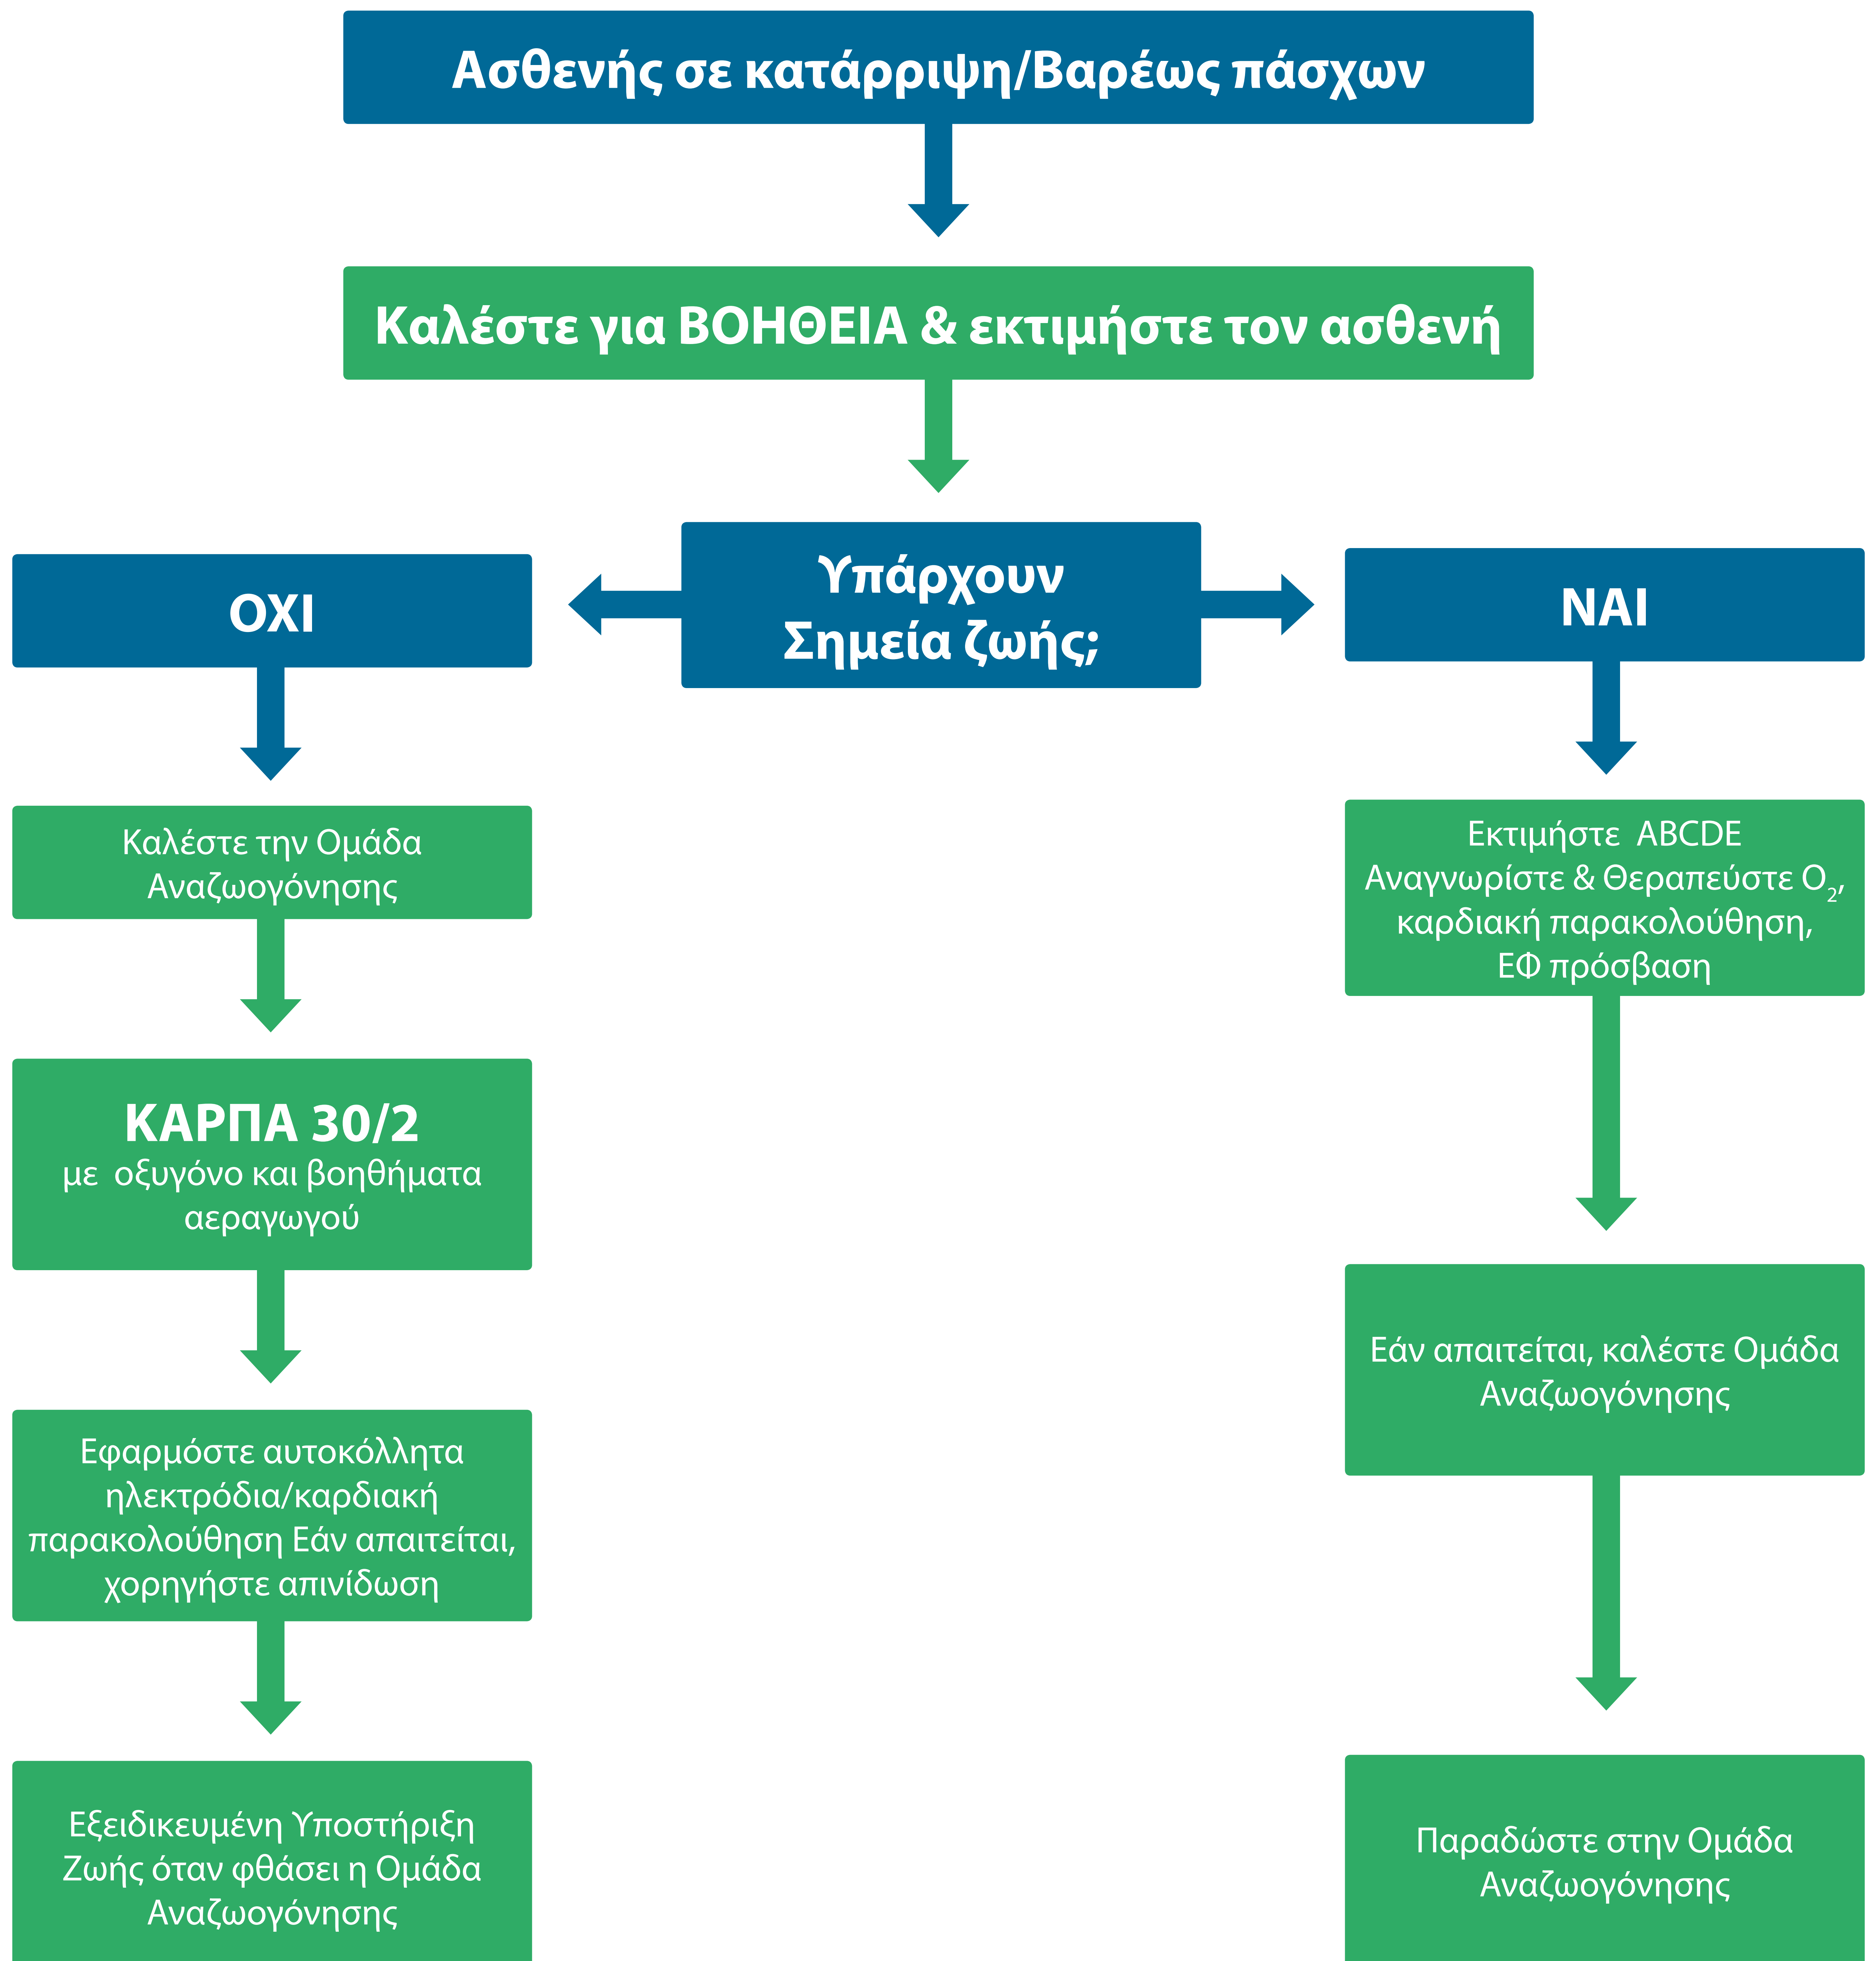 Ασθενής σε κατάρριψη/Βαρέως πάσχων
Καλέστε για ΒΟΗΘΕΙΑ & εκτιμήστε τον ασθενή
Υπάρχουν
Σημεία ζωής;
ΟΧΙ
Καλέστε την Ομάδα
Αναζωογόνησης
ΚΑΡΠΑ 30/2
με οξυγόνο και βοηθήματα
αεραγωγού
Εφαρμόστε αυτοκόλλητα
ηλεκτρόδια/καρδιακή
παρακολούθηση Εάν απαιτείται,
χορηγήστε απινίδωση
Εξειδικευμένη Υποστήριξη
Ζωής όταν φθάσει η Ομάδα
Αναζωογόνησης
ΝΑΙ
Εκτιμήστε ABCDE
Αναγνωρίστε & Θεραπεύστε O₂,
καρδιακή παρακολούθηση,
ΕΦ πρόσβαση
Εάν απαιτείται, καλέστε Ομάδα
Αναζωογόνησης
Παραδώστε στην Ομάδα
Αναζωογόνησης